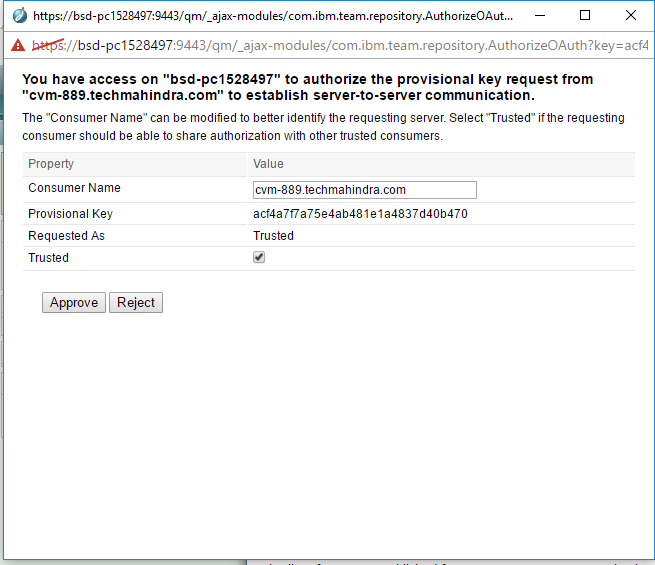 https://bsd-pc1528497:9443/qm/_ajax-modules/com.ibm.team.repository.AuthorizeOAut...
https://bsd-pc1528497:9443/qm/_ajax-modules/com.ibm.team.repository.AuthorizeOAuth?key=acf4
You have access on "bsd-pc1528497" to authorize the provisional key request from
"cvm-889.techmahindra.com" to establish server-to-server communication.
The "Consumer Name" can be modified to better identify the requesting server. Select "Trusted" if the requesting
consumer should be able to share authorization with other trusted consumers.
Property Value
Consumer Name cvm-889.techmahindra.com
Provisional Key acf4a7f7a75e4ab481e1a4837d40b470
Requested As Trusted
Trusted
Approve Reject